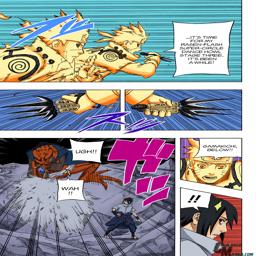 ...IT'S TIME
FOR MY
RASEN-FLASH
SUPER-CIRCLE
DANCE HOWL
STAGE THREE.
IT'S BEEN
A WHILE!!
GAMAKICHI,
BELOW!!
UGH!!
WAH
!!
!!